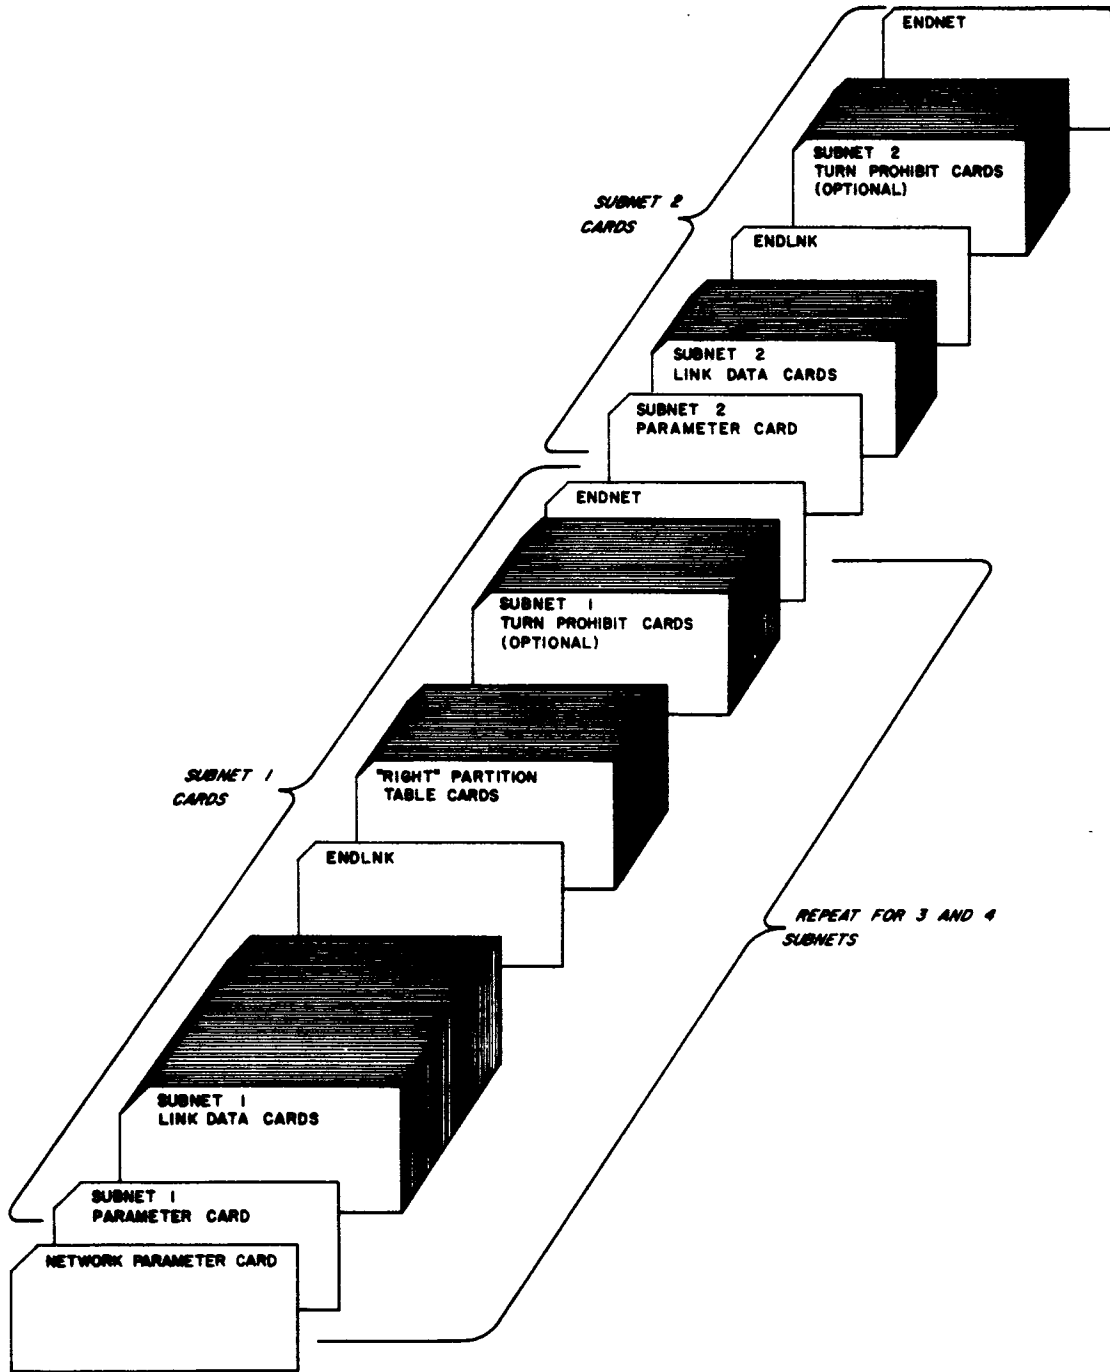 ENDNET
SUBNET 2
TURN PROHIBIT CARDS
(OPTIONAL)
SUBNET 2
CARDS
ENDLNK
SUBNET 2
LINK DATA CARDS
SUBNET 2
PARAMETER CARD
ENDNET
SUBNET 1
TURN PROHIBIT CARDS
(OPTIONAL)
"RIGHT" PARTITION
TABLE CARDS
SUBNET 1
CARDS
ENDLNK
REPEAT FOR 3 AND 4
SUBNETS
SUBNET 1
LINK DATA CARDS
SUBNET 1
PARAMETER CARD
NETWORK PARAMETER CARD